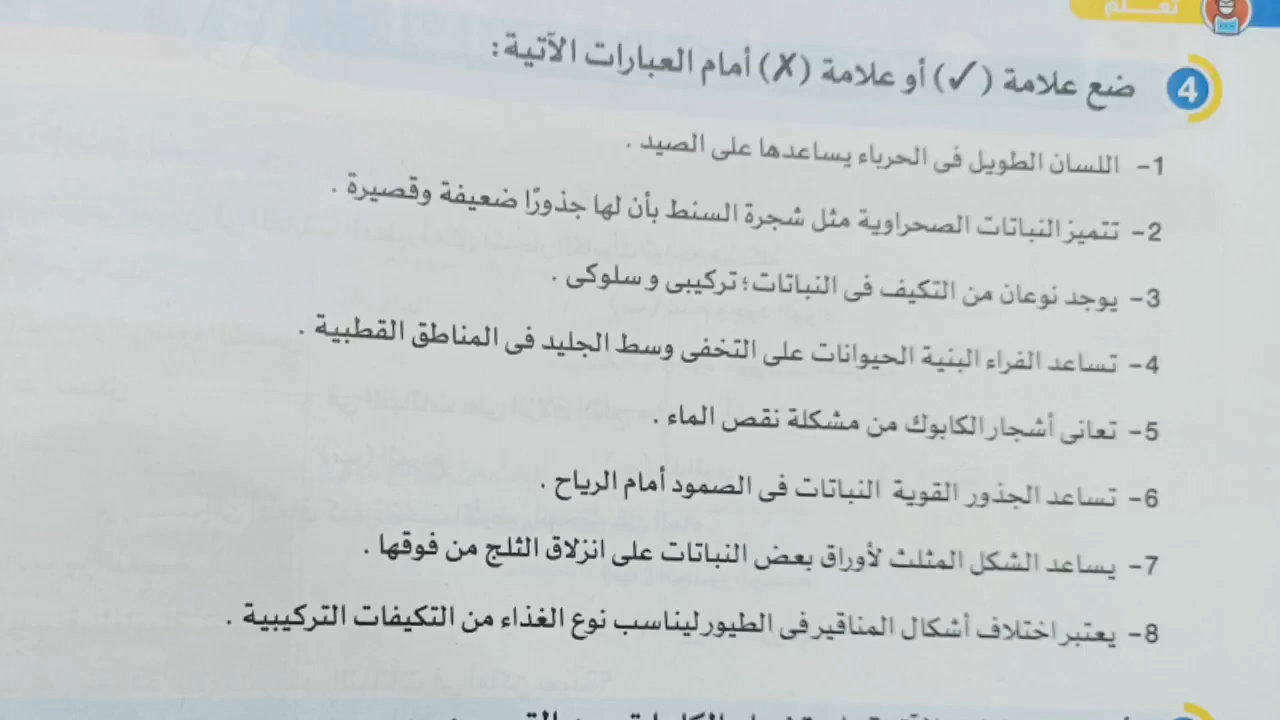 تعلم
4 ضع علامة (✓) أو علامة (✗) أمام العبارات الآتية:
1- اللسان الطويل فى الحرباء يساعدها على الصيد .
2- تتميز النباتات الصحراوية مثل شجرة السنط بأن لها جذورًا ضعيفة وقصيرة .
3- يوجد نوعان من التكيف فى النباتات؛ تركيبى و سلوكى .
4- تساعد الفراء البنية الحيوانات على التخفى وسط الجليد فى المناطق القطبية .
5- تعانى أشجار الكابوك من مشكلة نقص الماء .
6- تساعد الجذور القوية النباتات فى الصمود أمام الرياح .
7- يساعد الشكل المثلث لأوراق بعض النباتات على انزلاق الثلج من فوقها .
8- يعتبر اختلاف أشكال المناقير فى الطيور ليناسب نوع الغذاء من التكيفات التركيبية .